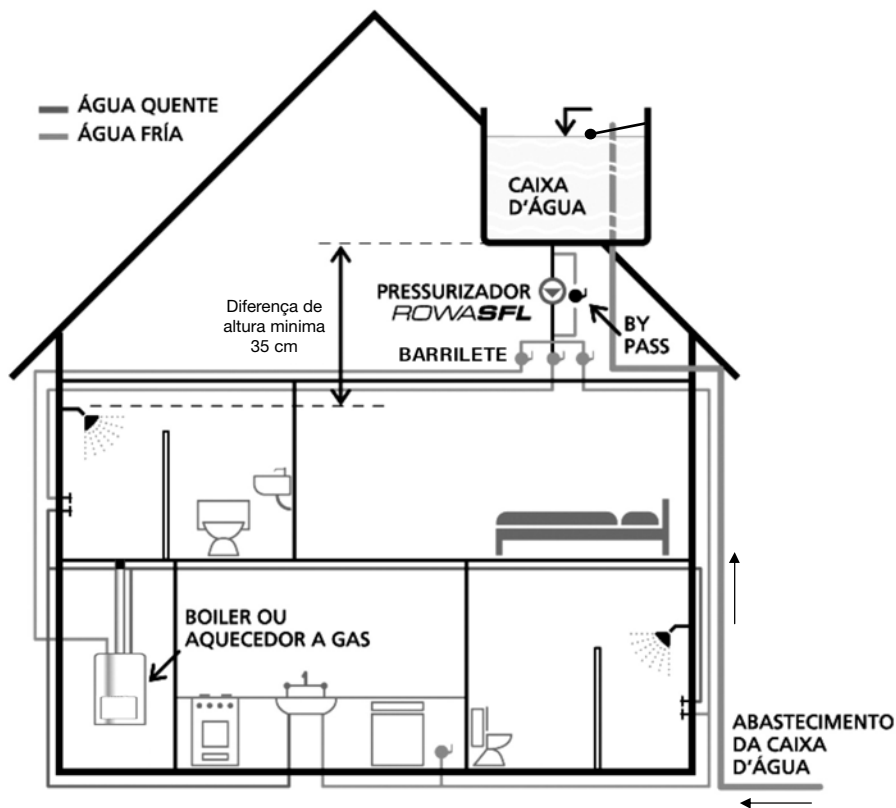 ÁGUA QUENTE
ÁGUA FRÍA
CAIXA
D'ÁGUA
PRESSURIZADOR
ROWASFL
Diferença de
altura minima
35 cm
BY
PASS
BARRILETE
BOILER OU
AQUECEDOR A GAS
ABASTECIMENTO
DA CAIXA
D'ÁGUA